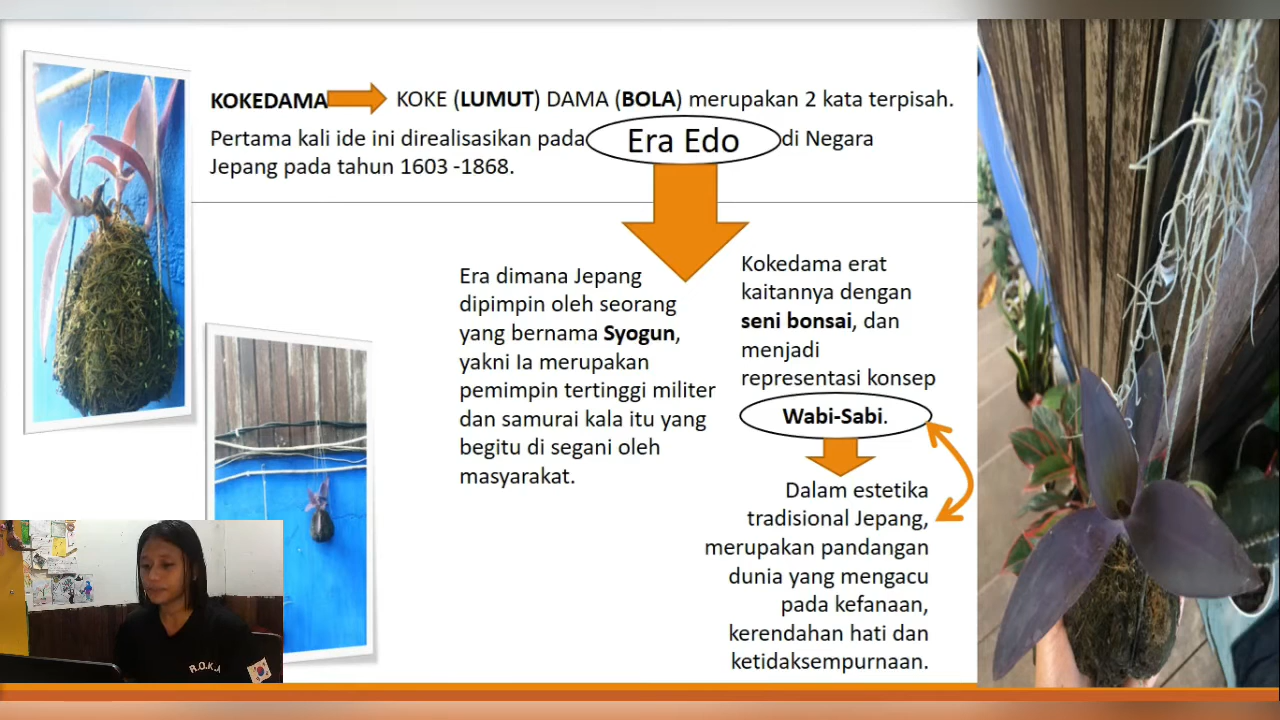 KOKEDAMA KOKE (LUMUT) DAMA (BOLA) merupakan 2 kata terpisah.
Pertama kali ide ini direalisasikan pada Era Edo di Negara
Jepang pada tahun 1603 -1868.
Era dimana Jepang
dipimpin oleh seorang
yang bernama Syogun,
yakni Ia merupakan
pemimpin tertinggi militer
dan samurai kala itu yang
begitu di segani oleh
masyarakat.
Kokedama erat
kaitannya dengan
seni bonsai, dan
menjadi
representasi konsep
Wabi-Sabi.
Dalam estetika
tradisional Jepang,
merupakan pandangan
dunia yang mengacu
pada kefanaan,
kerendahan hati dan
ketidaksempurnaan.
R.O.K.A